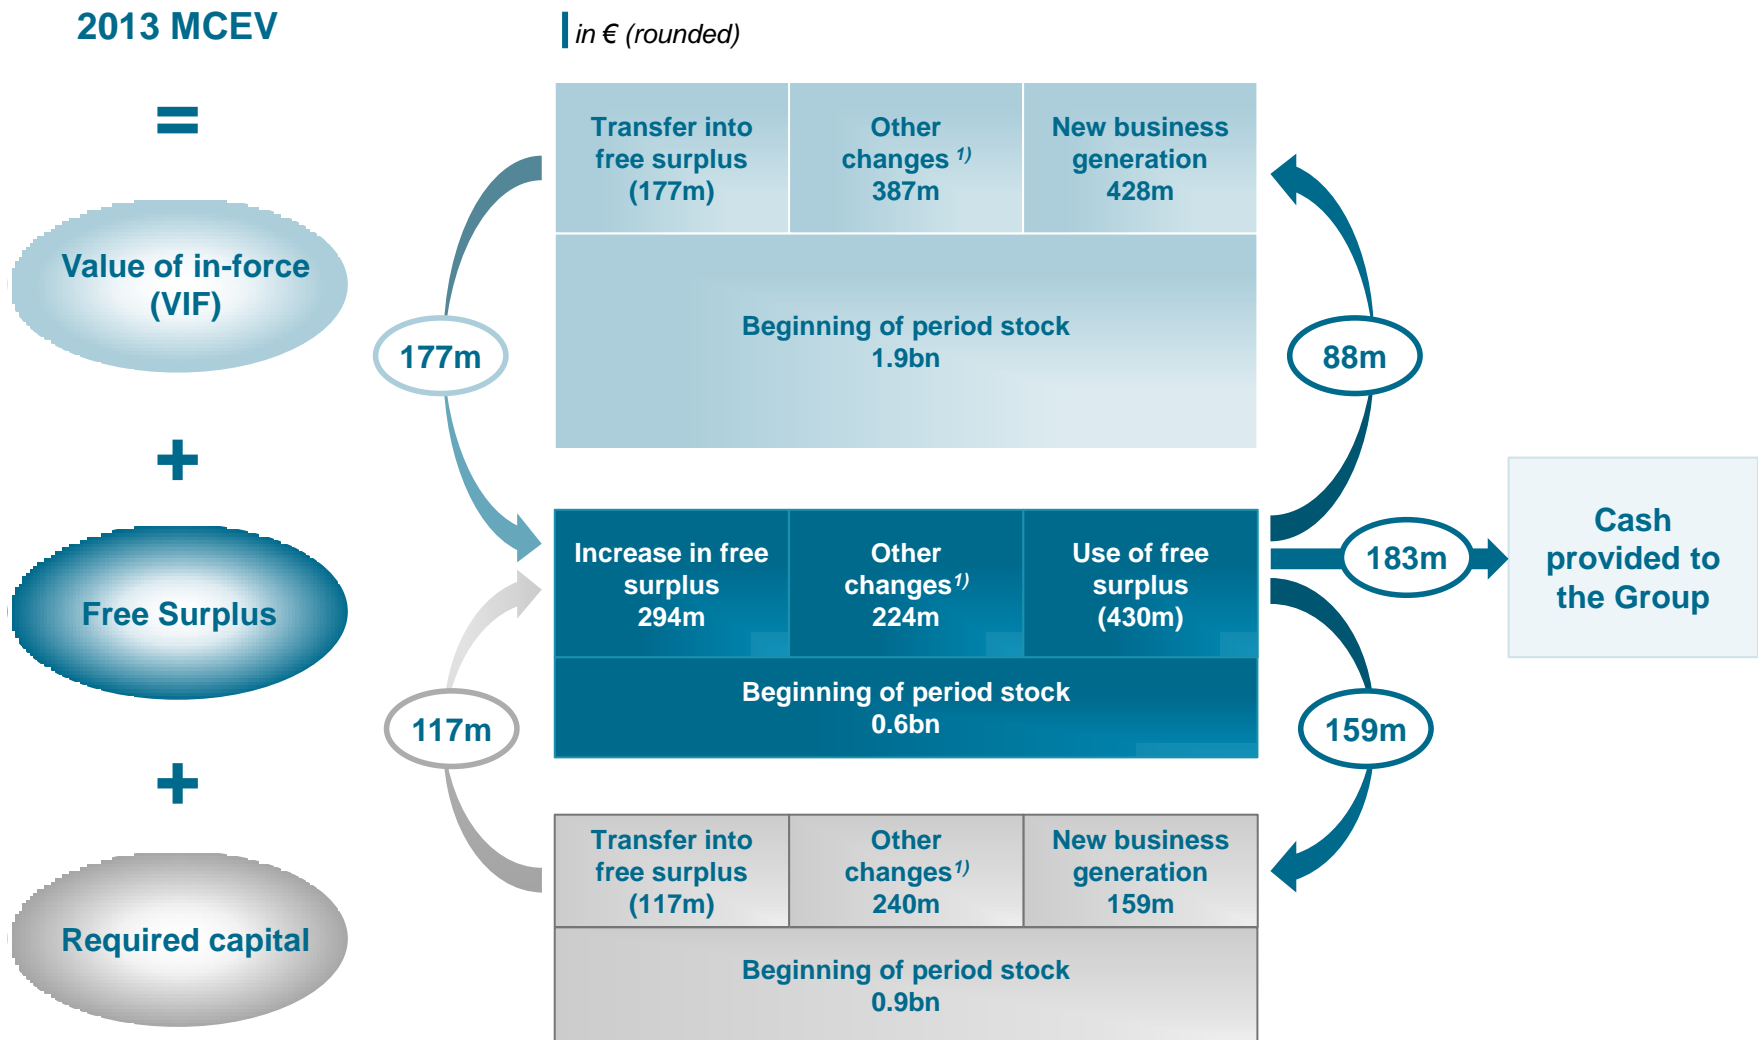 2013 MCEV
in € (rounded)
=
Value of in-force
(VIF)
+
Free Surplus
+
Required capital
Transfer into
free surplus
(177m)
Other
changes 1)
387m
New business
generation
428m
Beginning of period stock
1.9bn
177m
88m
Increase in free
surplus
294m
Other
changes1)
224m
Use of free
surplus
(430m)
Beginning of period stock
0.6bn
183m
Cash
provided to
the Group
117m
159m
Transfer into
free surplus
(117m)
Other
changes1)
240m
New business
generation
159m
Beginning of period stock
0.9bn